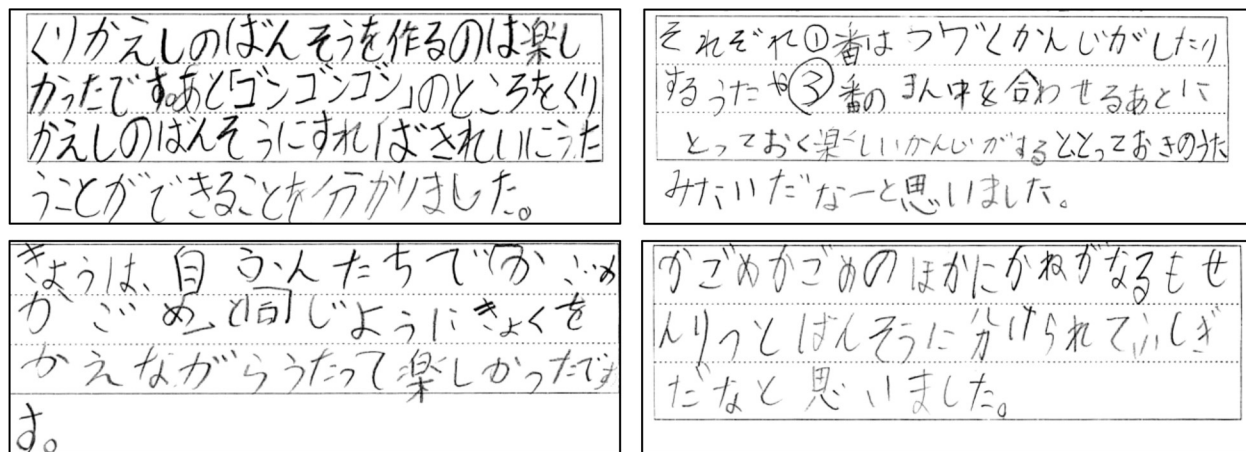 くりかえしのばんそうを作るのは楽し
かったです。あと「ゴンゴンゴン」のところをくり
かえしのばんそうにすればきれいにうた
うことができることを分かりました。
それぞれ①番はつづくかんじがしたり
するうたや③番のまん中を合わせるあとに
とっておく楽しいかんじがするととっておきのうた
みたいだなーと思いました。
きょうは、自ぶんたちで「かごめ
かごめ」と同じようにきょくを
かえながらうたって楽しかったです
す。
かごめかごめのほかにかねがなるもせ
んりつとばんそうに分けられてふしぎ
だなと思いました。